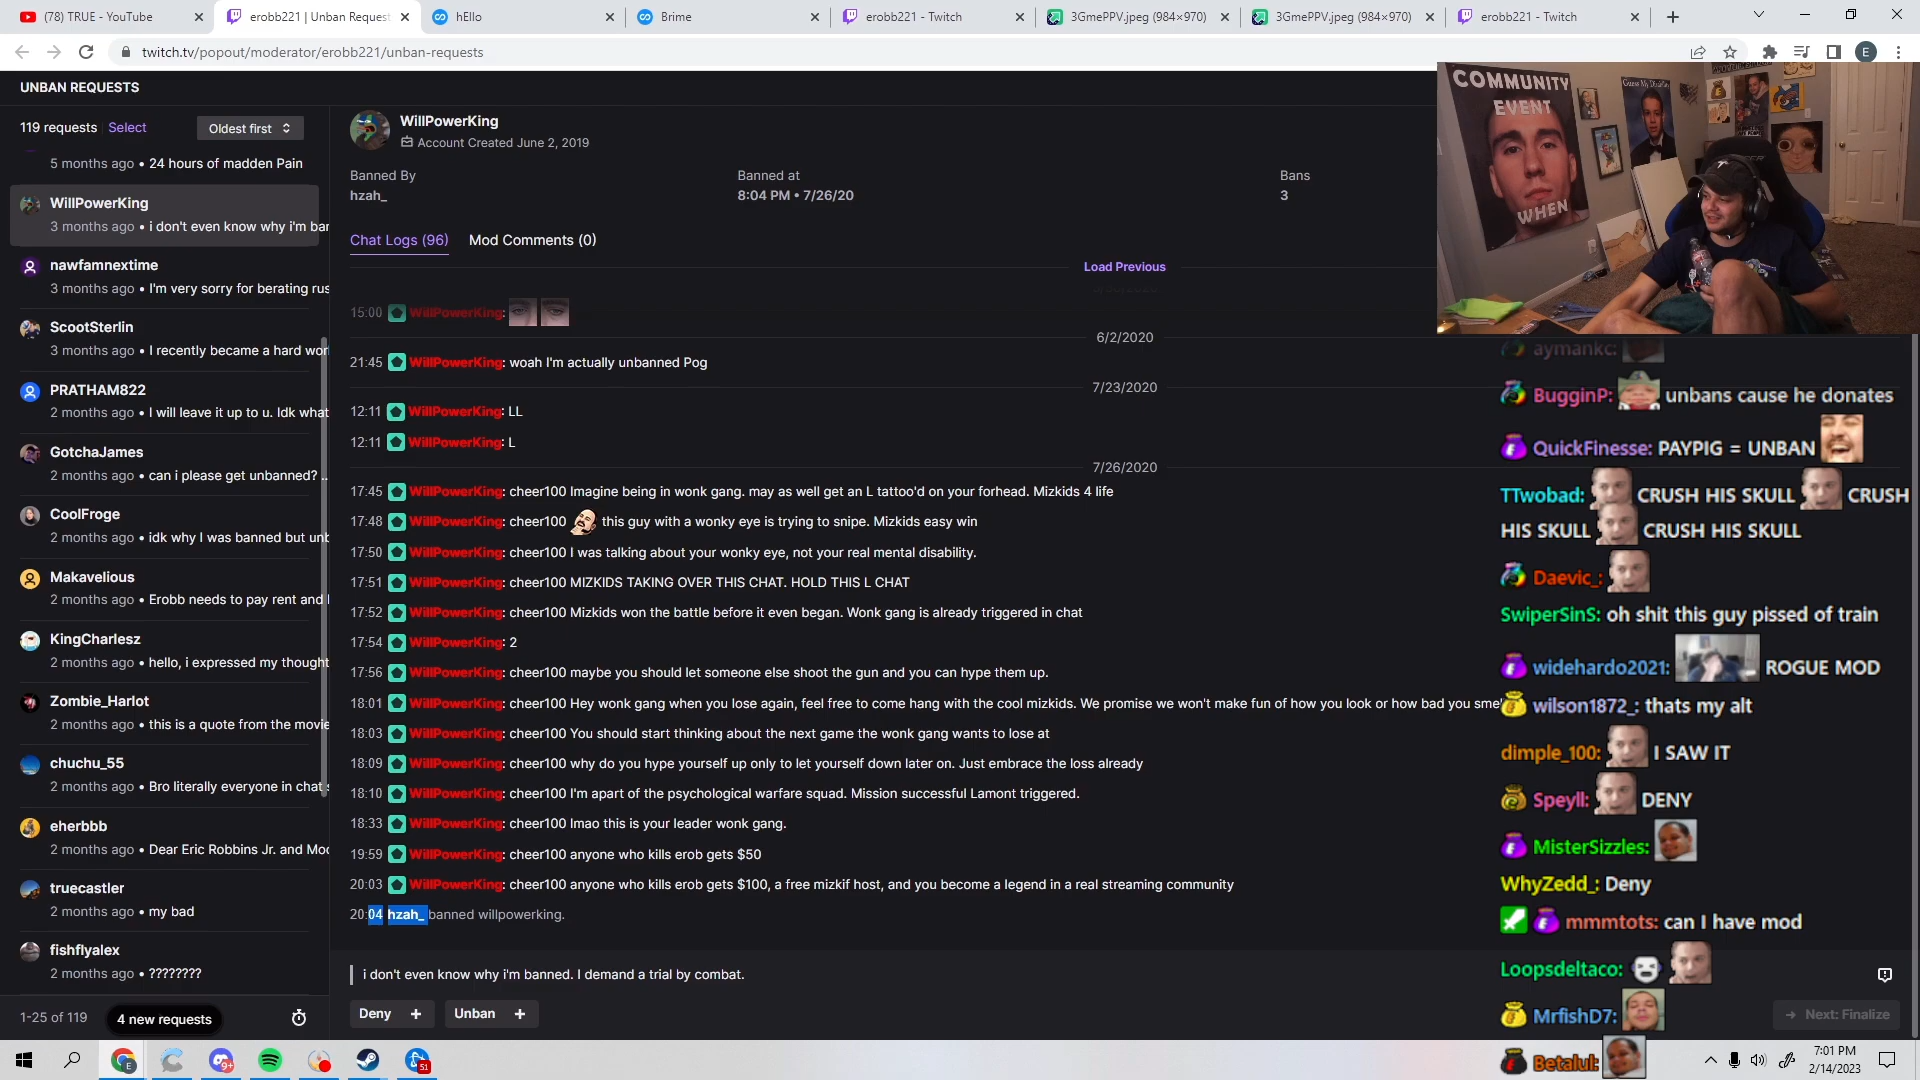 (78) TRUE - YouTube
erobb221 | Unban Request
hEllo
Brime
erobb221 - Twitch
3GmePPV.jpeg (984×970)
3GmePPV.jpeg (984×970)
erobb221 - Twitch
twitch.tv/popout/moderator/erobb221/unban-requests
E
UNBAN REQUESTS
119 requests
Select
Oldest first
5 months ago • 24 hours of madden Pain
WillPowerKing
3 months ago • i don't even know why i'm bar
nawfamnextime
3 months ago • I'm very sorry for berating rus
ScootSterlin
3 months ago • I recently became a hard wor
PRATHAM822
2 months ago • I will leave it up to u. Idk what
GotchaJames
2 months ago • can i please get unbanned? ..
CoolFroge
2 months ago • idk why I was banned but unb
Makavelious
2 months ago • Erobb needs to pay rent and
KingCharlesz
2 months ago • hello, i expressed my thought
Zombie_Harlot
2 months ago • this is a quote from the movie
chuchu_55
2 months ago • Bro literally everyone in chat
eherbbb
2 months ago • Dear Eric Robbins Jr. and Moc
truecastler
2 months ago • my bad
fishflyalex
2 months ago • ????????
1-25 of 119
4 new requests
WillPowerKing
Account Created June 2, 2019
Banned By
hzah_
Banned at
8:04 PM • 7/26/20
Bans
3
Chat Logs (96)
Mod Comments (0)
Load Previous
15:00 WillPowerKing:
6/2/2020
21:45 WillPowerKing: woah I'm actually unbanned Pog
7/23/2020
12:11 WillPowerKing: LL
12:11 WillPowerKing: L
7/26/2020
17:45 WillPowerKing: cheer100 Imagine being in wonk gang. may as well get an L tattoo'd on your forhead. Mizkids 4 life
17:48 WillPowerKing: cheer100 this guy with a wonky eye is trying to snipe. Mizkids easy win
17:50 WillPowerKing: cheer100 I was talking about your wonky eye, not your real mental disability.
17:51 WillPowerKing: cheer100 MIZKIDS TAKING OVER THIS CHAT. HOLD THIS L CHAT
17:52 WillPowerKing: cheer100 Mizkids won the battle before it even began. Wonk gang is already triggered in chat
17:54 WillPowerKing: 2
17:56 WillPowerKing: cheer100 maybe you should let someone else shoot the gun and you can hype them up.
18:01 WillPowerKing: cheer100 Hey wonk gang when you lose again, feel free to come hang with the cool mizkids. We promise we won't make fun of how you look or how bad you sme
18:03 WillPowerKing: cheer100 You should start thinking about the next game the wonk gang wants to lose at
18:09 WillPowerKing: cheer100 why do you hype yourself up only to let yourself down later on. Just embrace the loss already
18:10 WillPowerKing: cheer100 I'm apart of the psychological warfare squad. Mission successful Lamont triggered.
18:33 WillPowerKing: cheer100 lmao this is your leader wonk gang.
19:59 WillPowerKing: cheer100 anyone who kills erob gets $50
20:03 WillPowerKing: cheer100 anyone who kills erob gets $100, a free mizkif host, and you become a legend in a real streaming community
20:04 hzah_ banned willpowerking.
i don't even know why i'm banned. I demand a trial by combat.
Deny +
Unban +
Next: Finalize
COMMUNITY
EVENT
WHEN
aymankc:
BugginP: unbans cause he donates
QuickFinesse: PAYPIG = UNBAN
TTwobad: CRUSH HIS SKULL CRUSH
HIS SKULL CRUSH HIS SKULL
Daevic_:
SwiperSinS: oh shit this guy pissed of train
widehardo2021: ROGUE MOD
wilson1872_: thats my alt
dimple_100: I SAW IT
Speyll: DENY
MisterSizzles:
WhyZedd_: Deny
mmmtots: can I have mod
Loopsdeltaco:
MrfishD7:
Betalul:
9+
51
7:01 PM
2/14/2023